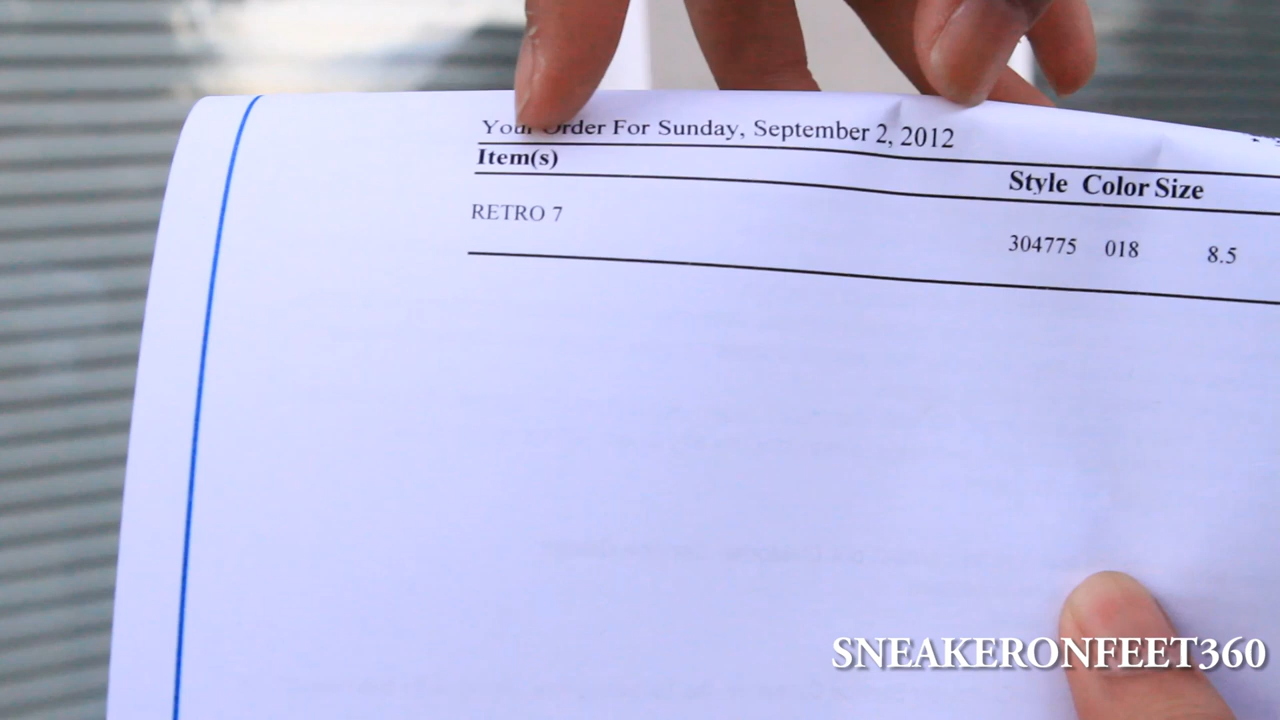 Your Order For Sunday, September 2, 2012
Item(s) Style Color Size
RETRO 7 304775 018 8.5
SNEAKERONFEET360